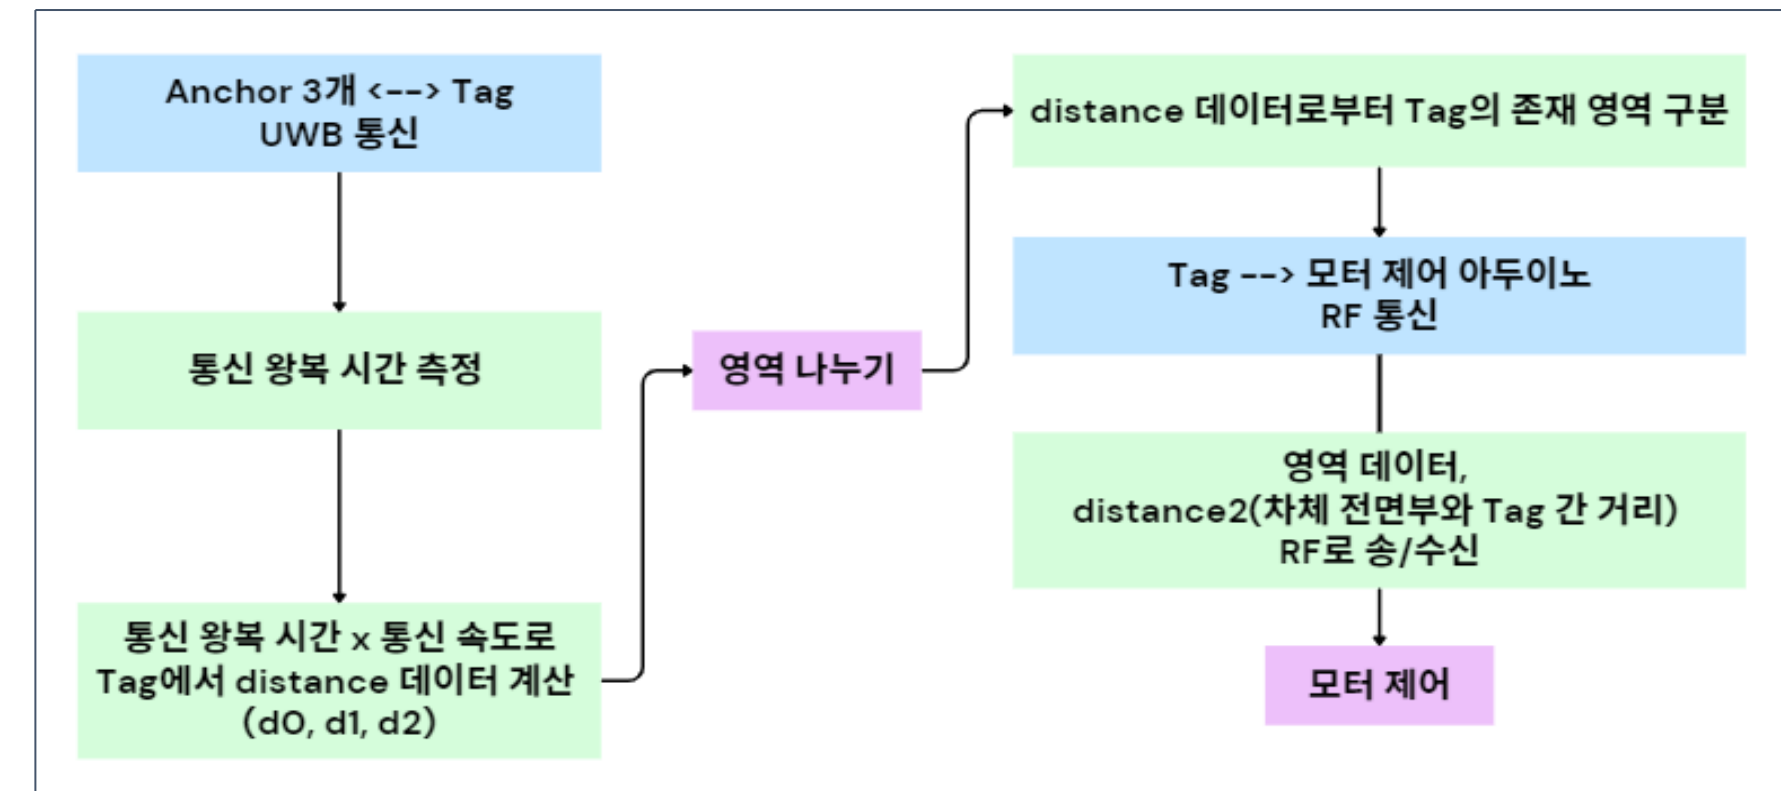 Anchor 3개 <--> Tag
UWB 통신
통신 왕복 시간 측정
통신 왕복 시간 x 통신 속도로
Tag에서 distance 데이터 계산
(d0, d1, d2)
영역 나누기
distance 데이터로부터 Tag의 존재 영역 구분
Tag --> 모터 제어 아두이노
RF 통신
영역 데이터,
distance2(차체 전면부와 Tag 간 거리)
RF로 송/수신
모터 제어